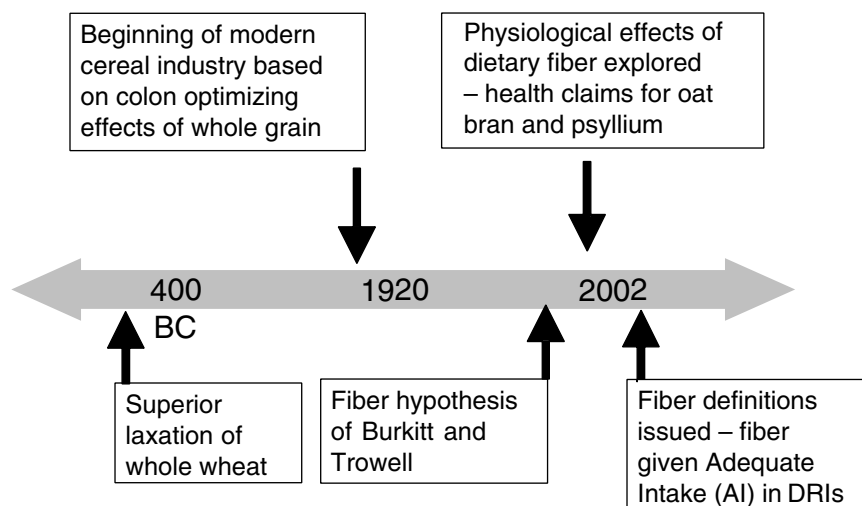 Beginning of modern
cereal industry based
on colon optimizing
effects of whole grain
Physiological effects of
dietary fiber explored
– health claims for oat
bran and psyllium
400
BC
1920
2002
Superior
laxation of
whole wheat
Fiber hypothesis
of Burkitt and
Trowell
Fiber definitions
issued – fiber
given Adequate
Intake (AI) in DRIs